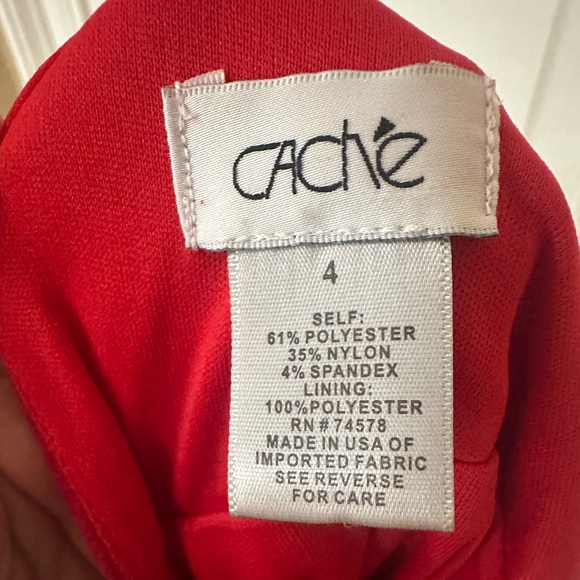 CAChé
4
SELF:
61% POLYESTER
35% NYLON
4% SPANDEX
LINING:
100%POLYESTER
RN # 74578
MADE IN USA OF
IMPORTED FABRIC
SEE REVERSE
FOR CARE